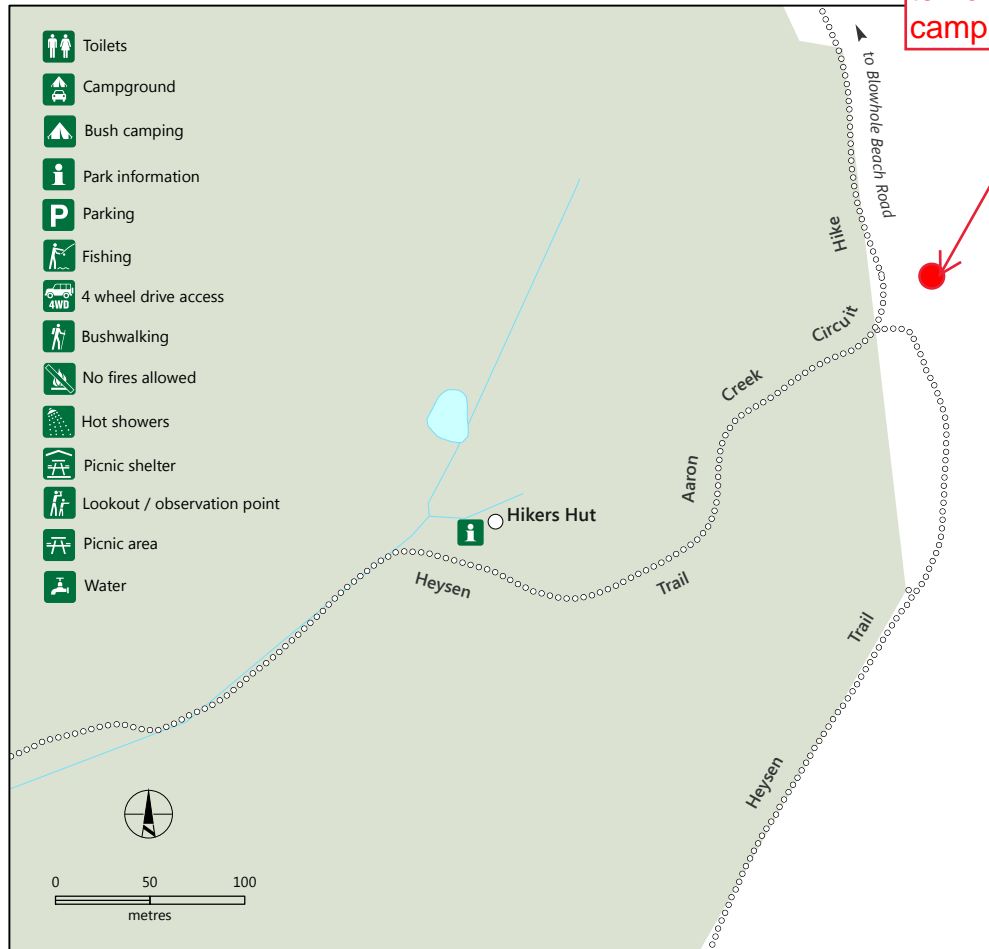 camp
Toilets
Campground
Bush camping
Park information
P
Parking
Fishing
4WD
4 wheel drive access
Bushwalking
No fires allowed
Hot showers
Picnic shelter
Lookout / observation point
Picnic area
Water
to Blowhole Beach Road
Hike
Circuit
Creek
Aaron
Hikers Hut
Heysen
Trail
Trail
Heysen
0 50 100
metres